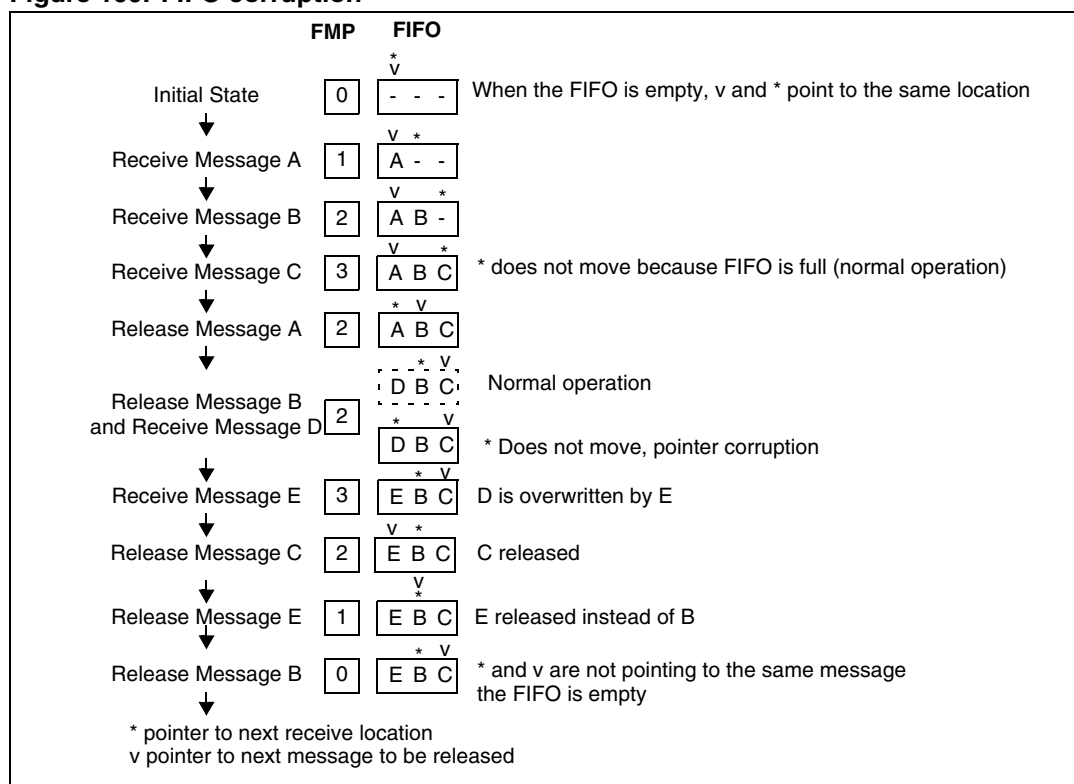 FMP FIFO
*
v
Initial State 0 - - - When the FIFO is empty, v and * point to the same location
v *
Receive Message A 1 A - -
v *
Receive Message B 2 A B -
v *
Receive Message C 3 A B C * does not move because FIFO is full (normal operation)
* v
Release Message A 2 A B C
* v
D B C Normal operation
Release Message B
and Receive Message D 2
* v
D B C * Does not move, pointer corruption
* v
Receive Message E 3 E B C D is overwritten by E
v *
Release Message C 2 E B C C released
v
*
Release Message E 1 E B C E released instead of B
* v
Release Message B 0 E B C * and v are not pointing to the same message
the FIFO is empty
* pointer to next receive location
v pointer to next message to be released